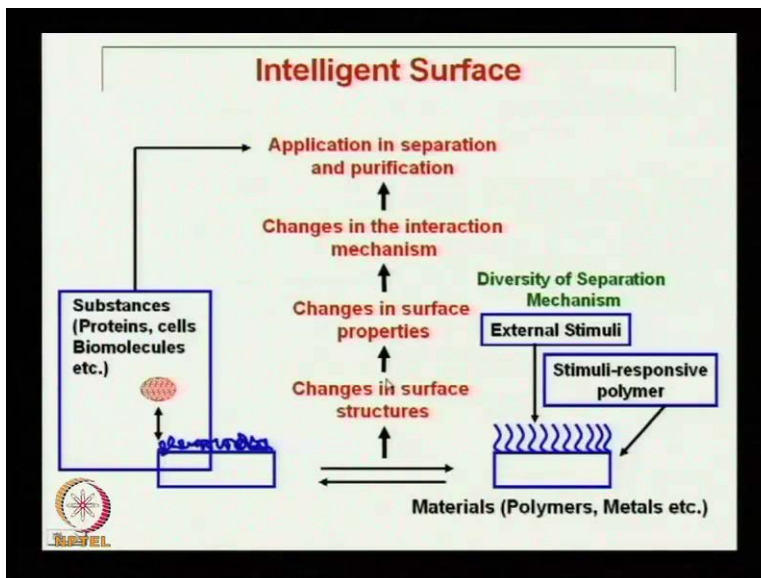 Intelligent Surface
Application in separation
and purification
Changes in the interaction
mechanism
Changes in surface
properties
Changes in surface
structures
Substances
(Proteins, cells
Biomolecules
etc.)
Diversity of Separation
Mechanism
External Stimuli
Stimuli-responsive
polymer
Materials (Polymers, Metals etc.)
NPTEL